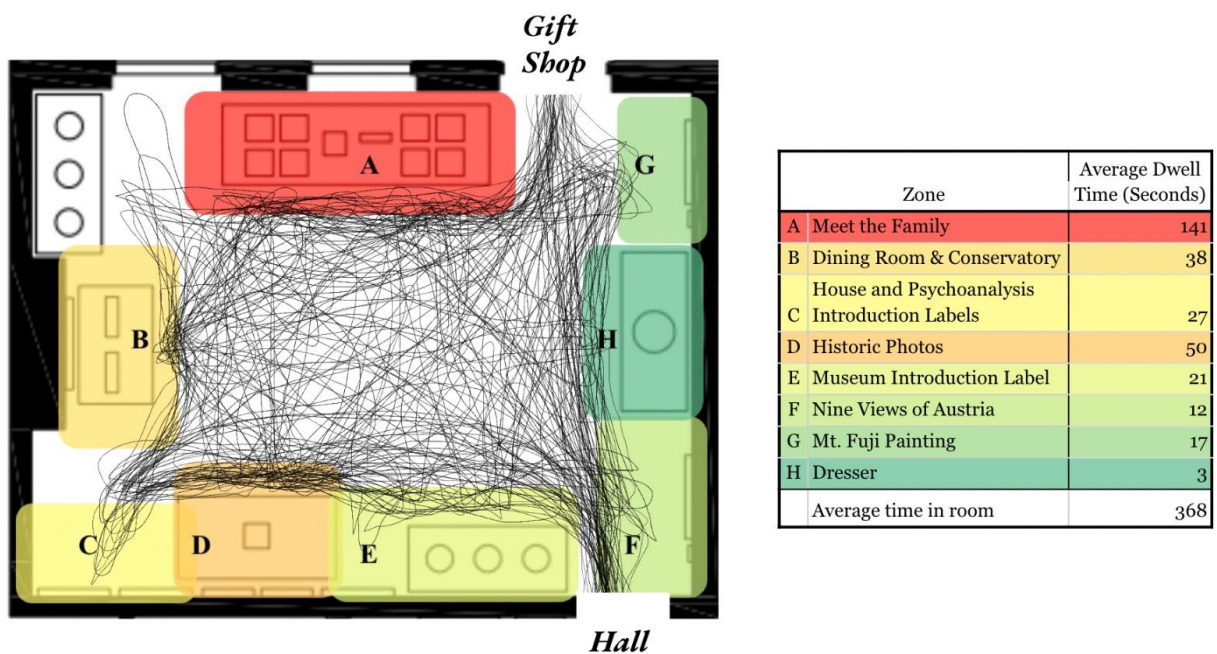 Gift
Shop
A
G
B
H
C
D
E
F
Hall
Zone
Average Dwell
Time (Seconds)
A Meet the Family 141
B Dining Room & Conservatory 38
House and Psychoanalysis
C Introduction Labels 27
D Historic Photos 50
E Museum Introduction Label 21
F Nine Views of Austria 12
G Mt. Fuji Painting 17
H Dresser 3
Average time in room 368